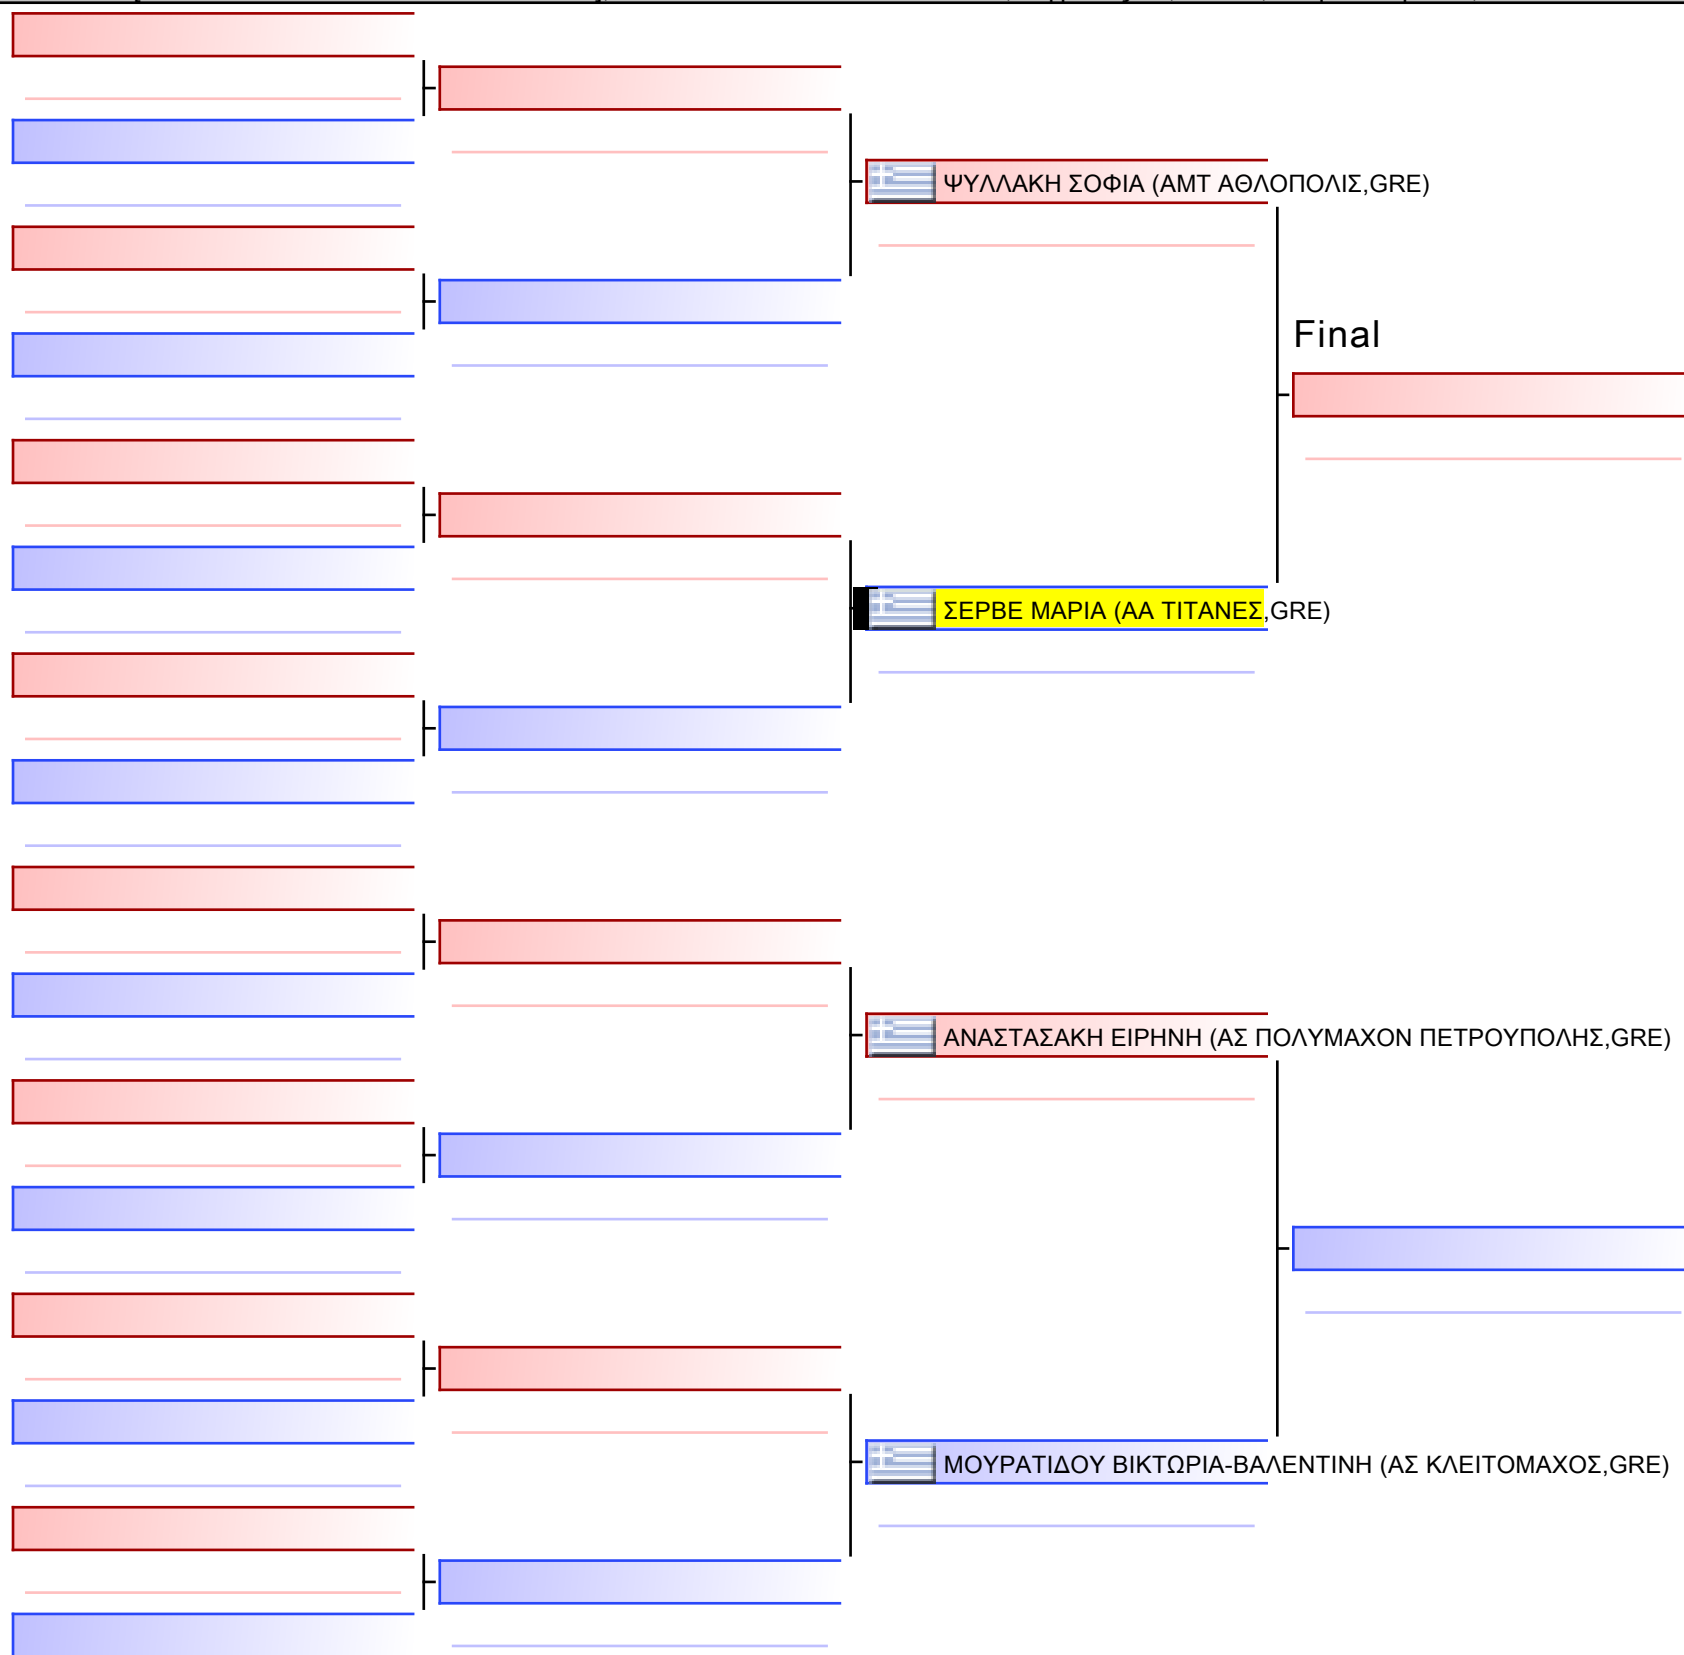 ΨΥΛΛΑΚΗ ΣΟΦΙΑ (ΑΜΤ ΑΘΛΟΠΟΛΙΣ,GRE)
Final
ΣΕΡΒΕ ΜΑΡΙΑ (ΑΑ ΤΙΤΑΝΕΣ,GRE)
ΑΝΑΣΤΑΣΑΚΗ ΕΙΡΗΝΗ (ΑΣ ΠΟΛΥΜΑΧΟΝ ΠΕΤΡΟΥΠΟΛΗΣ,GRE)
ΜΟΥΡΑΤΙΔΟΥ ΒΙΚΤΩΡΙΑ-ΒΑΛΕΝΤΙΝΗ (ΑΣ ΚΛΕΙΤΟΜΑΧΟΣ,GRE)